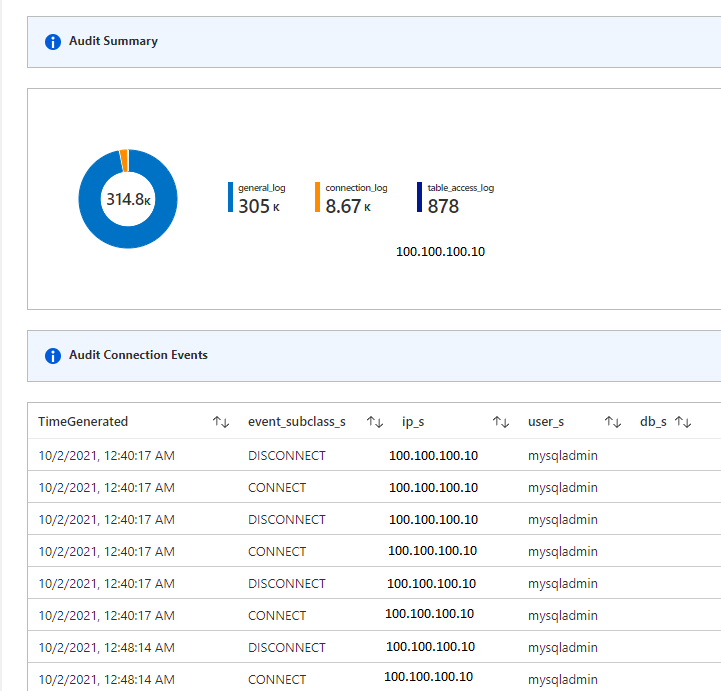 Audit Summary
314.8K
general_log connection_log table_access_log
305 K 8.67 K 878
100.100.100.10
Audit Connection Events
TimeGenerated event_subclass_s ip_s user_s db_s
10/2/2021, 12:40:17 AM DISCONNECT 100.100.100.10 mysqladmin
10/2/2021, 12:40:17 AM CONNECT 100.100.100.10 mysqladmin
10/2/2021, 12:40:17 AM DISCONNECT 100.100.100.10 mysqladmin
10/2/2021, 12:40:17 AM CONNECT 100.100.100.10 mysqladmin
10/2/2021, 12:40:17 AM DISCONNECT 100.100.100.10 mysqladmin
10/2/2021, 12:40:17 AM CONNECT 100.100.100.10 mysqladmin
10/2/2021, 12:48:14 AM DISCONNECT 100.100.100.10 mysqladmin
10/2/2021, 12:48:14 AM CONNECT 100.100.100.10 mysqladmin